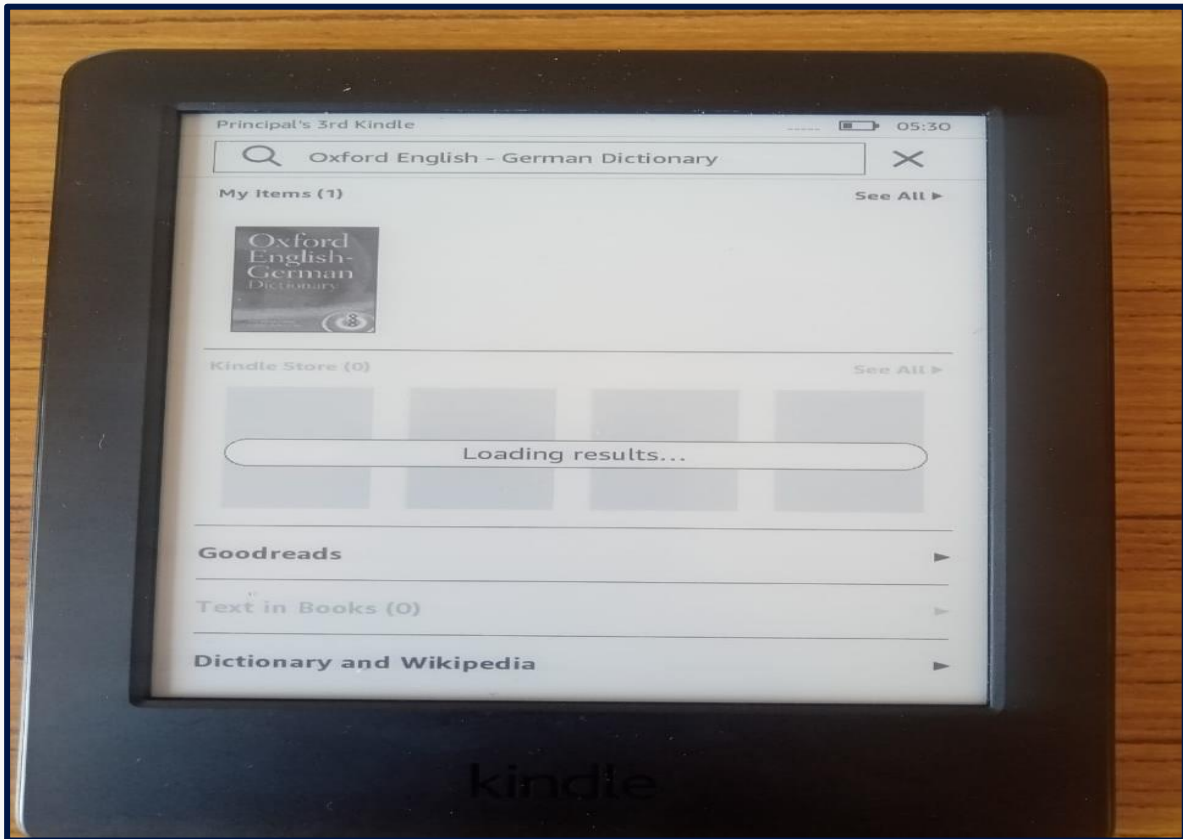 Principal's 3rd Kindle 05:30
Oxford English - German Dictionary
My Items (1) See All ▶
Oxford
English-
German
Dictionary
Kindle Store (0) See All ▶
Loading results...
Goodreads
Text in Books (0)
Dictionary and Wikipedia
kindle